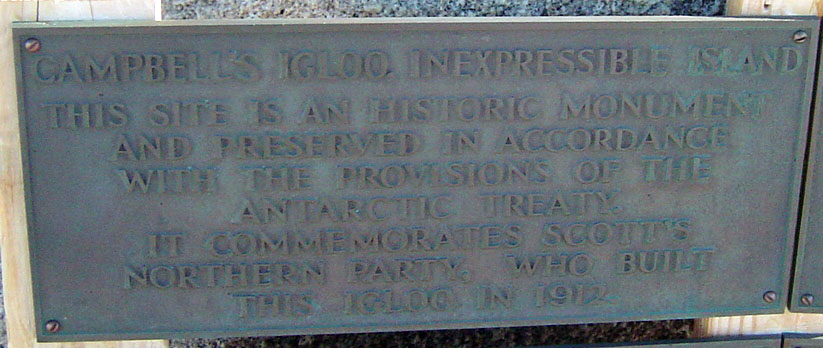 CAMPBELL'S IGLOO, INEXPRESSIBLE ISLAND
THIS SITE IS AN HISTORIC MONUMENT
AND PRESERVED IN ACCORDANCE
WITH THE PROVISIONS OF THE
ANTARCTIC TREATY.
IT COMMEMORATES SCOTT'S
NORTHERN PARTY, WHO BUILT
THIS IGLOO IN 1912